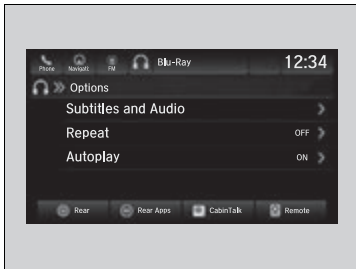 Phone Navigati: FM Blu-Ray 12:34
Options
Subtitles and Audio
Repeat OFF
Autoplay ON
Rear Rear Apps CabinTalk Remote